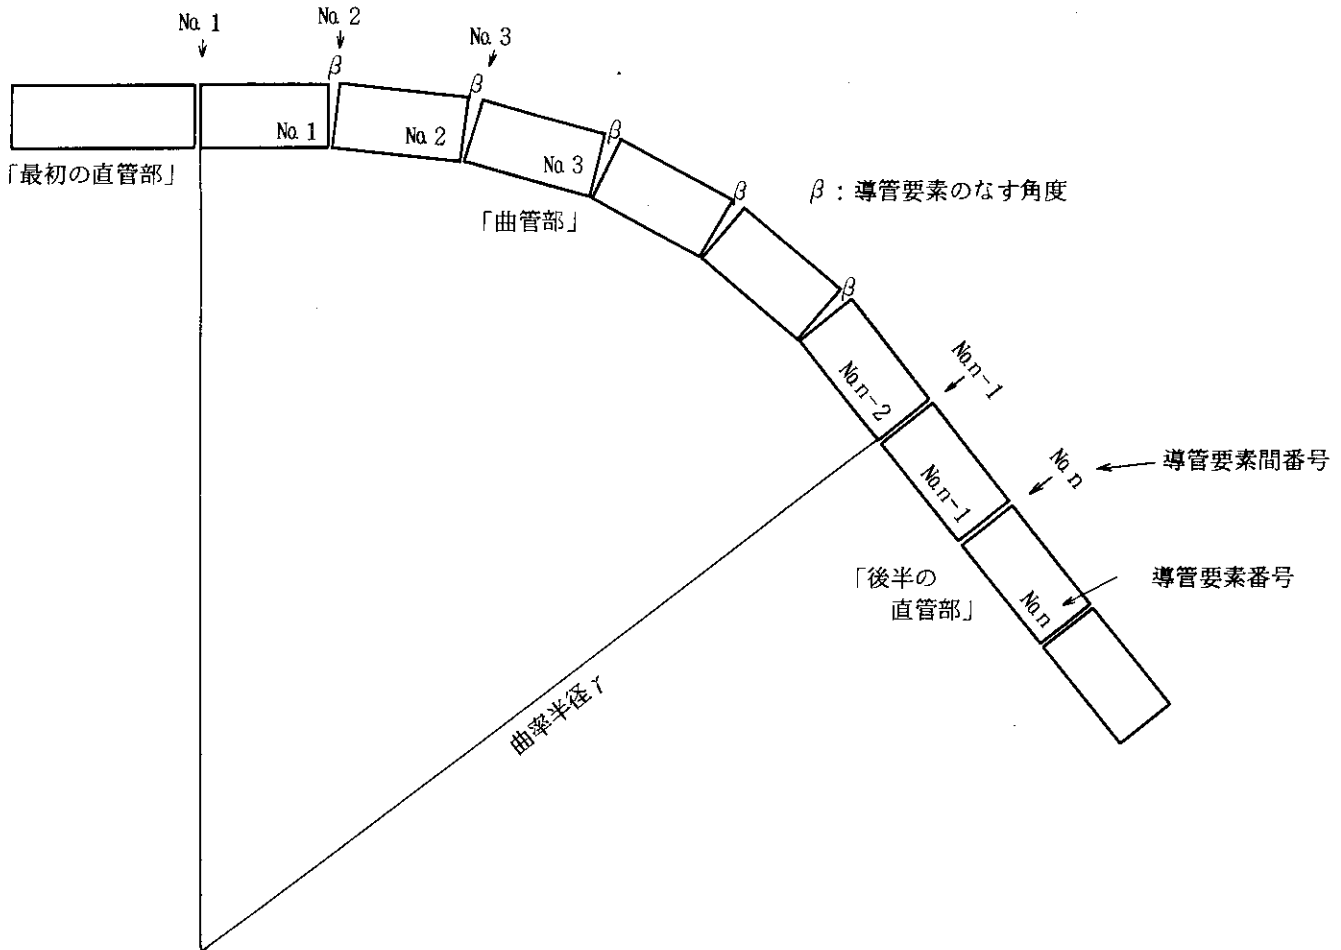 No. 1
No. 2
No. 3
β
β
β
β
β
No. 1
No. 2
No. 3
「最初の直管部」
「曲管部」
β : 導管要素のなす角度
β
No. n-2
No. n-1
No. n-1
No. n
No. n
導管要素間番号
導管要素番号
「後半の
直管部」
曲率半径γ